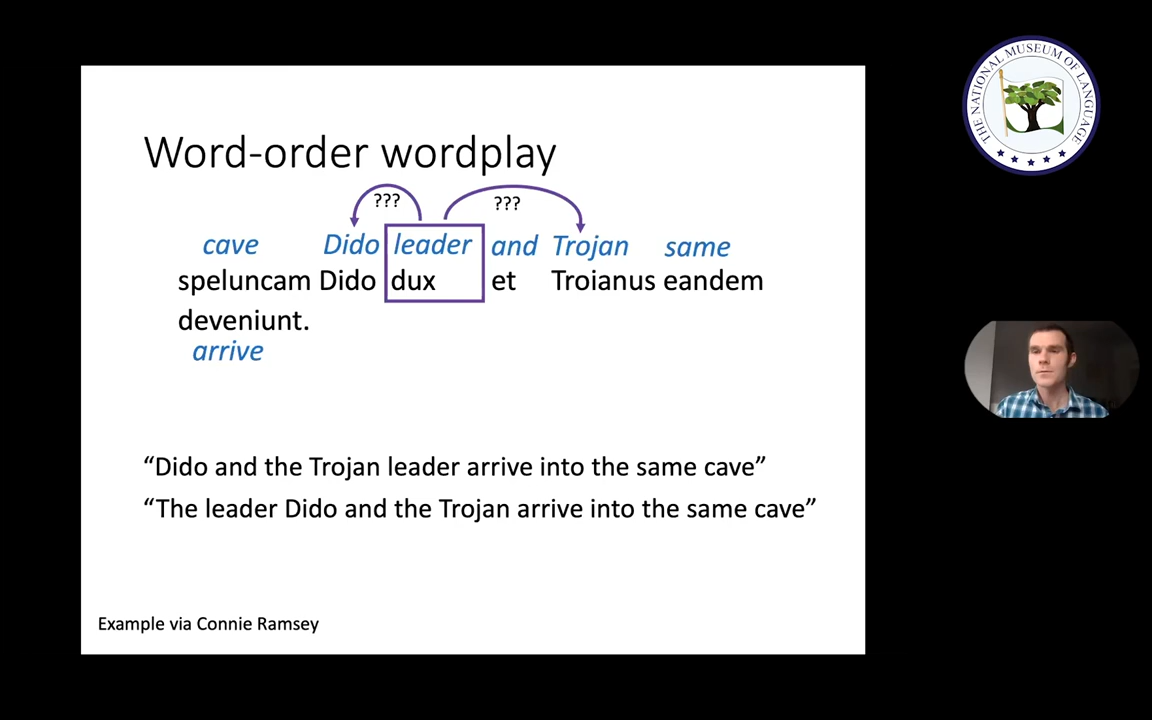 THE NATIONAL MUSEUM OF LANGUAGE
Word-order wordplay
??? ???
cave Dido leader and Trojan same
speluncam Dido dux et Troianus eandem
deveniunt.
arrive
“Dido and the Trojan leader arrive into the same cave”
“The leader Dido and the Trojan arrive into the same cave”
Example via Connie Ramsey